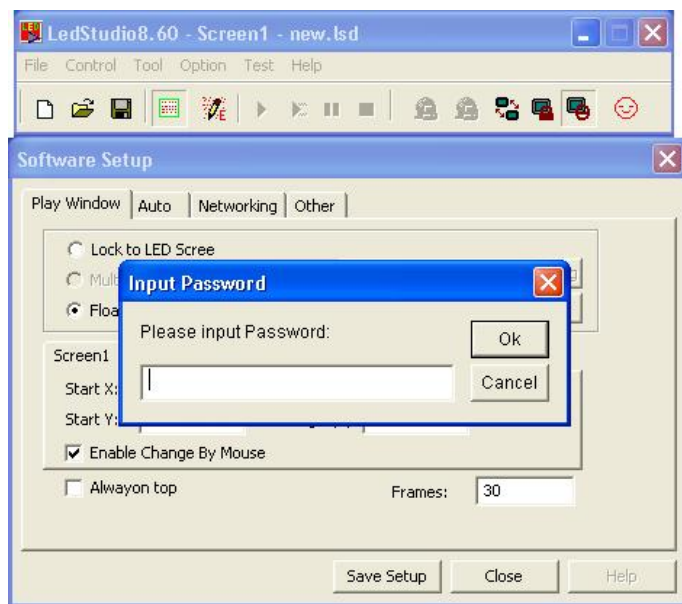 LedStudio8.60 - Screen1 - new.lsd
File Control Tool Option Test Help
Software Setup
Play Window Auto Networking Other
Lock to LED Scree
Input Password
Please input Password:
Ok
Cancel
Screen1
Start X:
Start Y:
Enable Change By Mouse
Alwayon top
Frames: 30
Save Setup Close Help